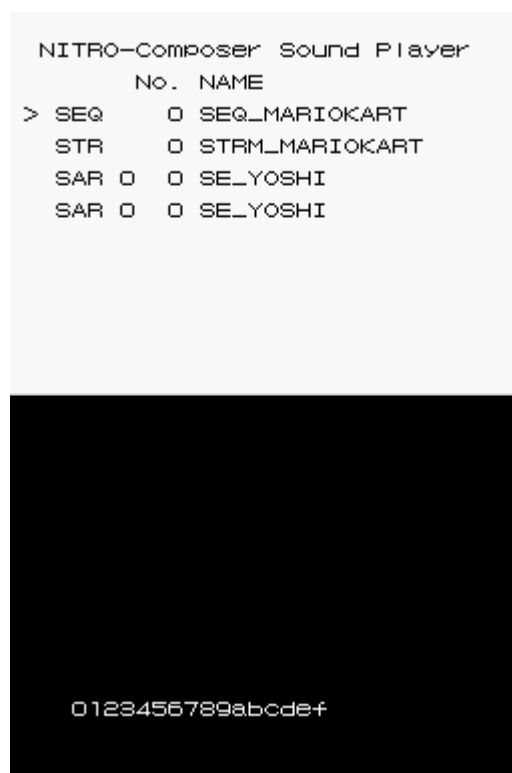 NITRO-Composer Sound Player
No. NAME
> SEQ 0 SEQ_MARIOKART
STR 0 STRM_MARIOKART
SAR 0 0 SE_YOSHI
SAR 0 0 SE_YOSHI
0123456789abcdef